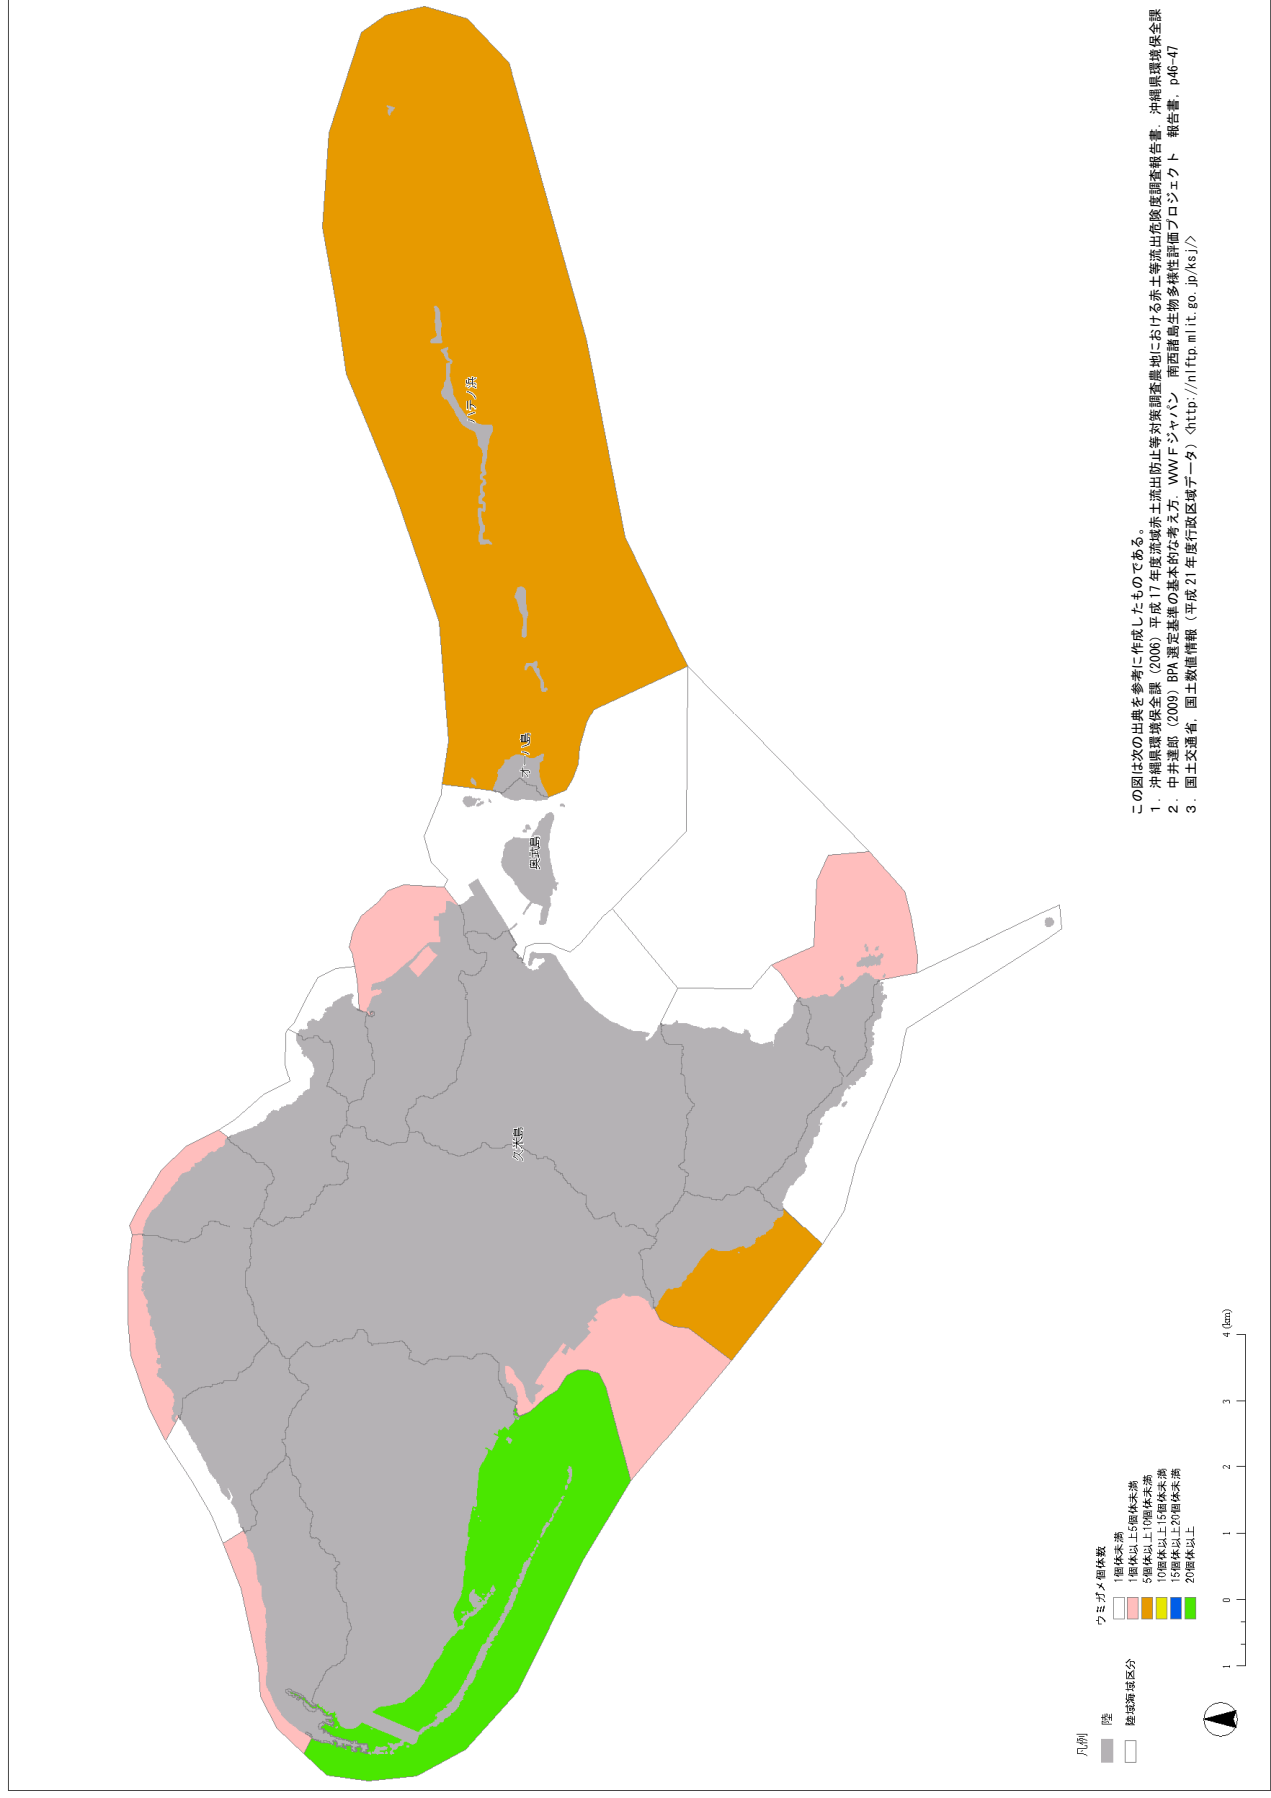 ハテノ浜
オーハ島
奥武島
久米島
凡例
陸
陸域海域区分
ウミガメ個体数
1個体未満
1個体以上5個体未満
5個体以上10個体未満
10個体以上15個体未満
15個体以上20個体未満
20個体以上
1 0 1 2 3 4 (km)
この図は次の出典を参考に作成したものである。
1. 沖縄県環境保全課 (2006) 平成17年度流域赤土流出防止等対策調査農地における赤土等流出危険度調査報告書. 沖縄県環境保全課
2. 中井達郎 (2009) BPA選定基準の基本的な考え方. WWFジャパン 南西諸島生物多様性評価プロジェクト 報告書, p46-47
3. 国土交通省, 国土数値情報 (平成21年度行政区域データ) <http://nlftp.mlit.go.jp/ksj/>